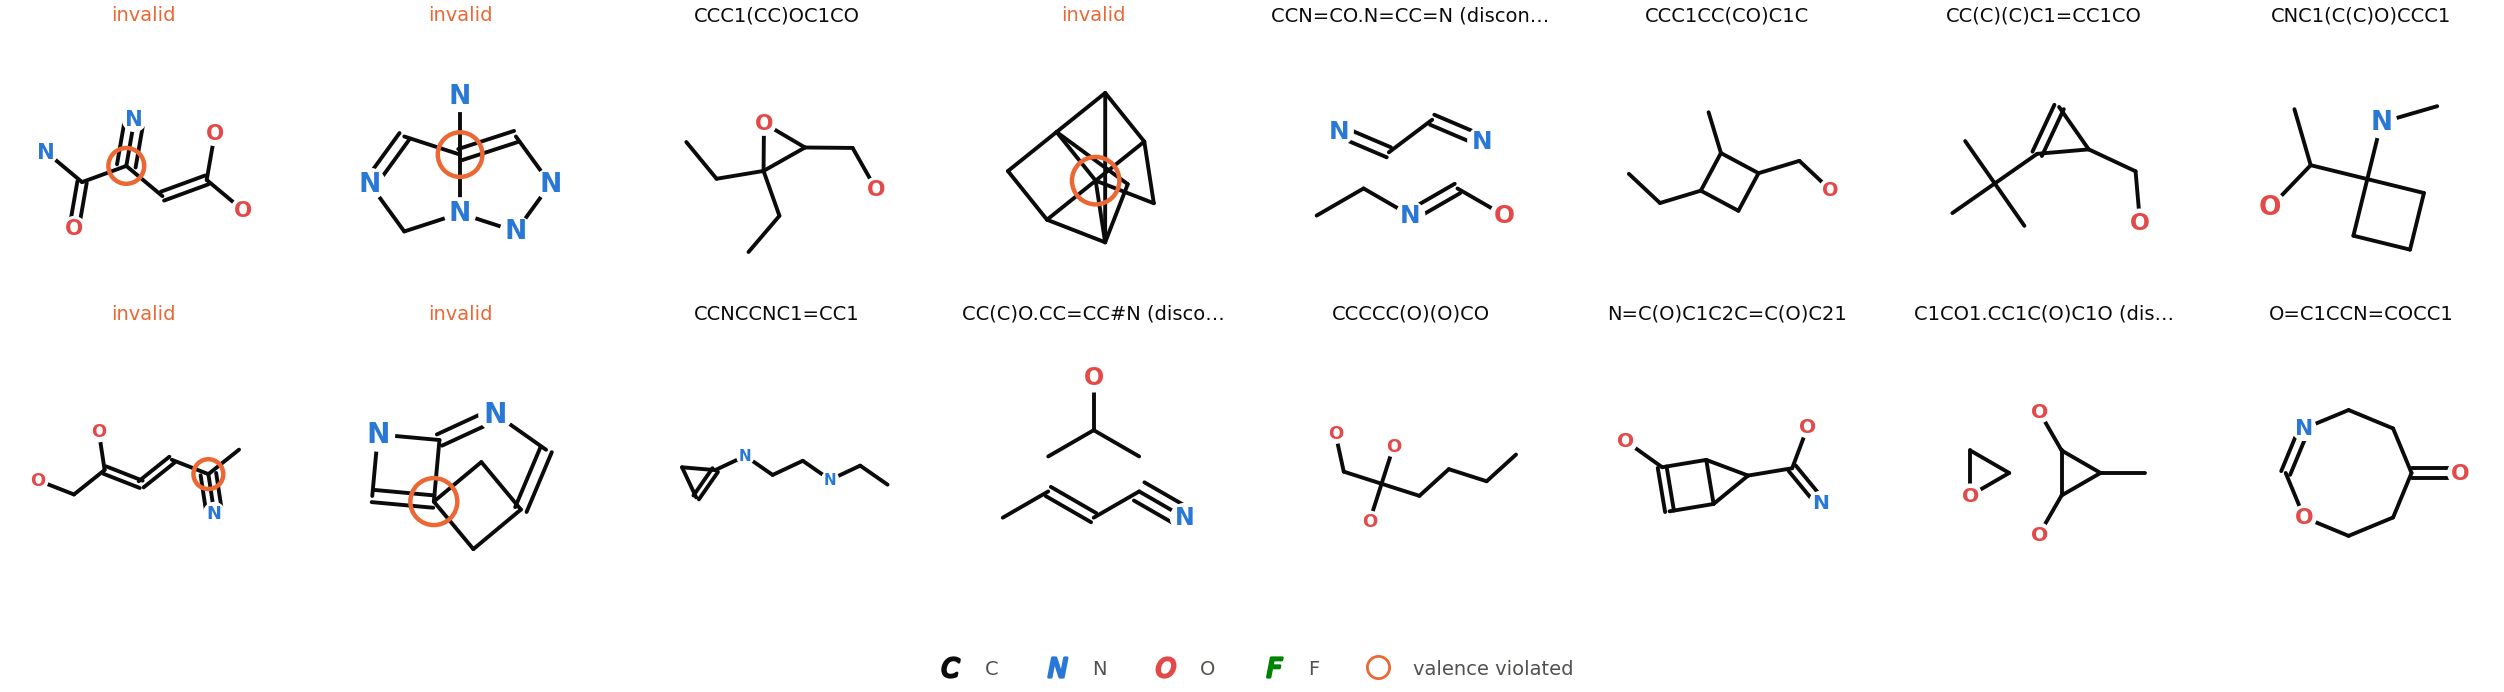 invalid invalid CCC1(CC)OC1CO invalid CCN=CO.N=CC=N (discon... CCC1CC(CO)C1C CC(C)(C)C1=CC1CO CNC1(C(C)O)CCC1
N N O N O O N N N N N O N N N O O O N O
invalid invalid CCNCCNC1=CC1 CC(C)O.CC=CC#N (disco... CCCCC(O)(O)CO N=C(O)C1C2C=C(O)C21 C1CO1.CC1C(O)C1O (dis... O=C1CCN=COCC1
O O N N N N N O N O O O O O N O O O N O O
C C N N O O F F valence violated